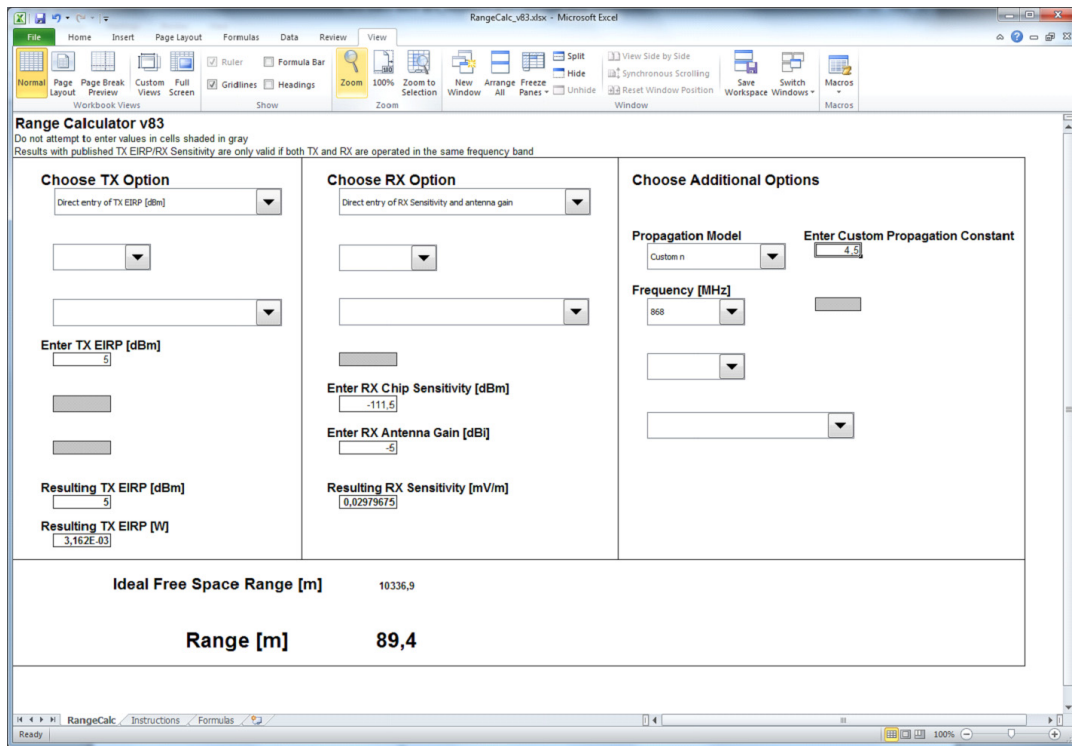 RangeCalc_v83.xlsx - Microsoft Excel
File Home Insert Page Layout Formulas Data Review View
Normal Page Layout Page Break Preview Custom Views Full Screen
Workbook Views
Ruler Formula Bar
Gridlines Headings
Show
Zoom 100% Zoom to Selection
Zoom
New Window Arrange All Freeze Panes
Split
Hide
Unhide
View Side by Side
Synchronous Scrolling
Reset Window Position
Save Workspace Switch Windows
Window
Macros
Macros
Range Calculator v83
Do not attempt to enter values in cells shaded in gray
Results with published TX EIRP/RX Sensitivity are only valid if both TX and RX are operated in the same frequency band
Choose TX Option
Direct entry of TX EIRP [dBm]
Enter TX EIRP [dBm]
5
Resulting TX EIRP [dBm]
5
Resulting TX EIRP [W]
3,162E-03
Choose RX Option
Direct entry of RX Sensitivity and antenna gain
Enter RX Chip Sensitivity [dBm]
-111,5
Enter RX Antenna Gain [dBi]
-5
Resulting RX Sensitivity [mV/m]
0,02979675
Choose Additional Options
Propagation Model
Custom n
Enter Custom Propagation Constant
4,5
Frequency [MHz]
868
Ideal Free Space Range [m] 10336,9
Range [m] 89,4
RangeCalc Instructions Formulas
Ready 100%